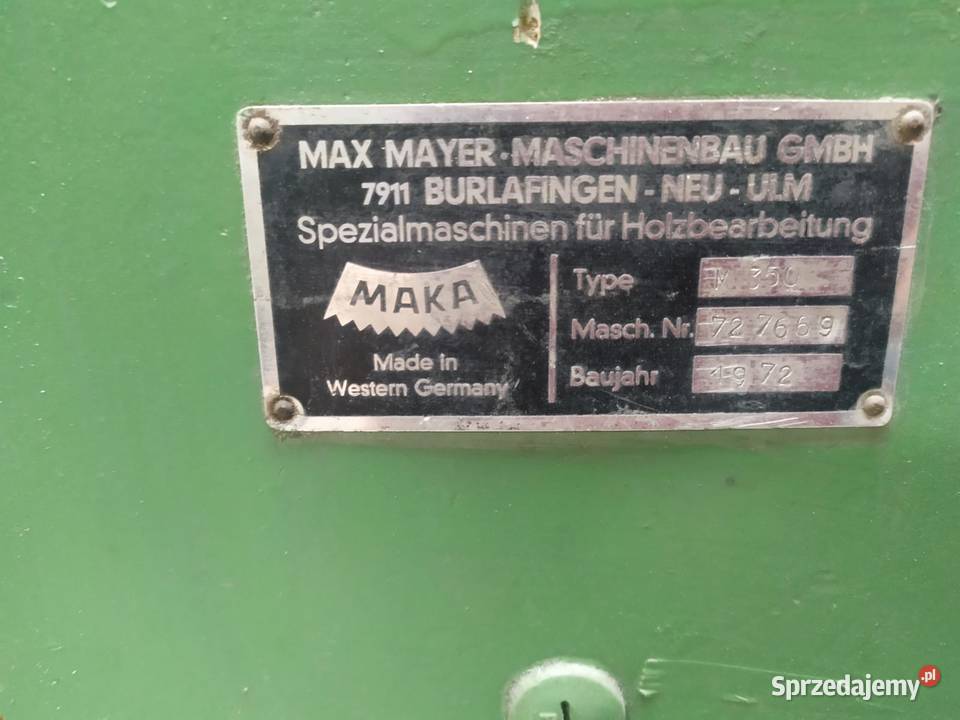 MAX MAYER-MASCHINENBAU GMBH
7911 BURLAFINGEN - NEU - ULM
Spezialmaschinen für Holzbearbeitung
MAKA
Made in
Western Germany
Type M 350
Masch. Nr. 727669
Baujahr 1972
Sprzedajemy.pl